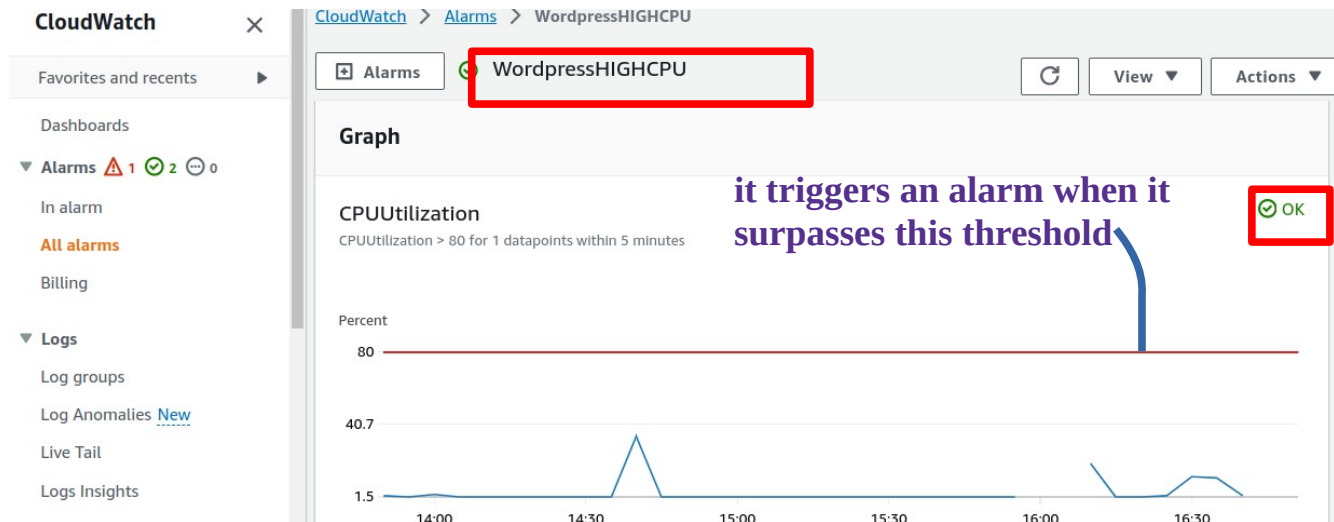 CloudWatch
Favorites and recents
Dashboards
Alarms 1 2 0
In alarm
All alarms
Billing
Logs
Log groups
Log Anomalies New
Live Tail
Logs Insights
CloudWatch > Alarms > WordpressHIGHCPU
Alarms
WordpressHIGHCPU
View
Actions
Graph
CPUUtilization
CPUUtilization > 80 for 1 datapoints within 5 minutes
it triggers an alarm when it
surpasses this threshold
OK
Percent
80
40.7
1.5
14:00 14:30 15:00 15:30 16:00 16:30